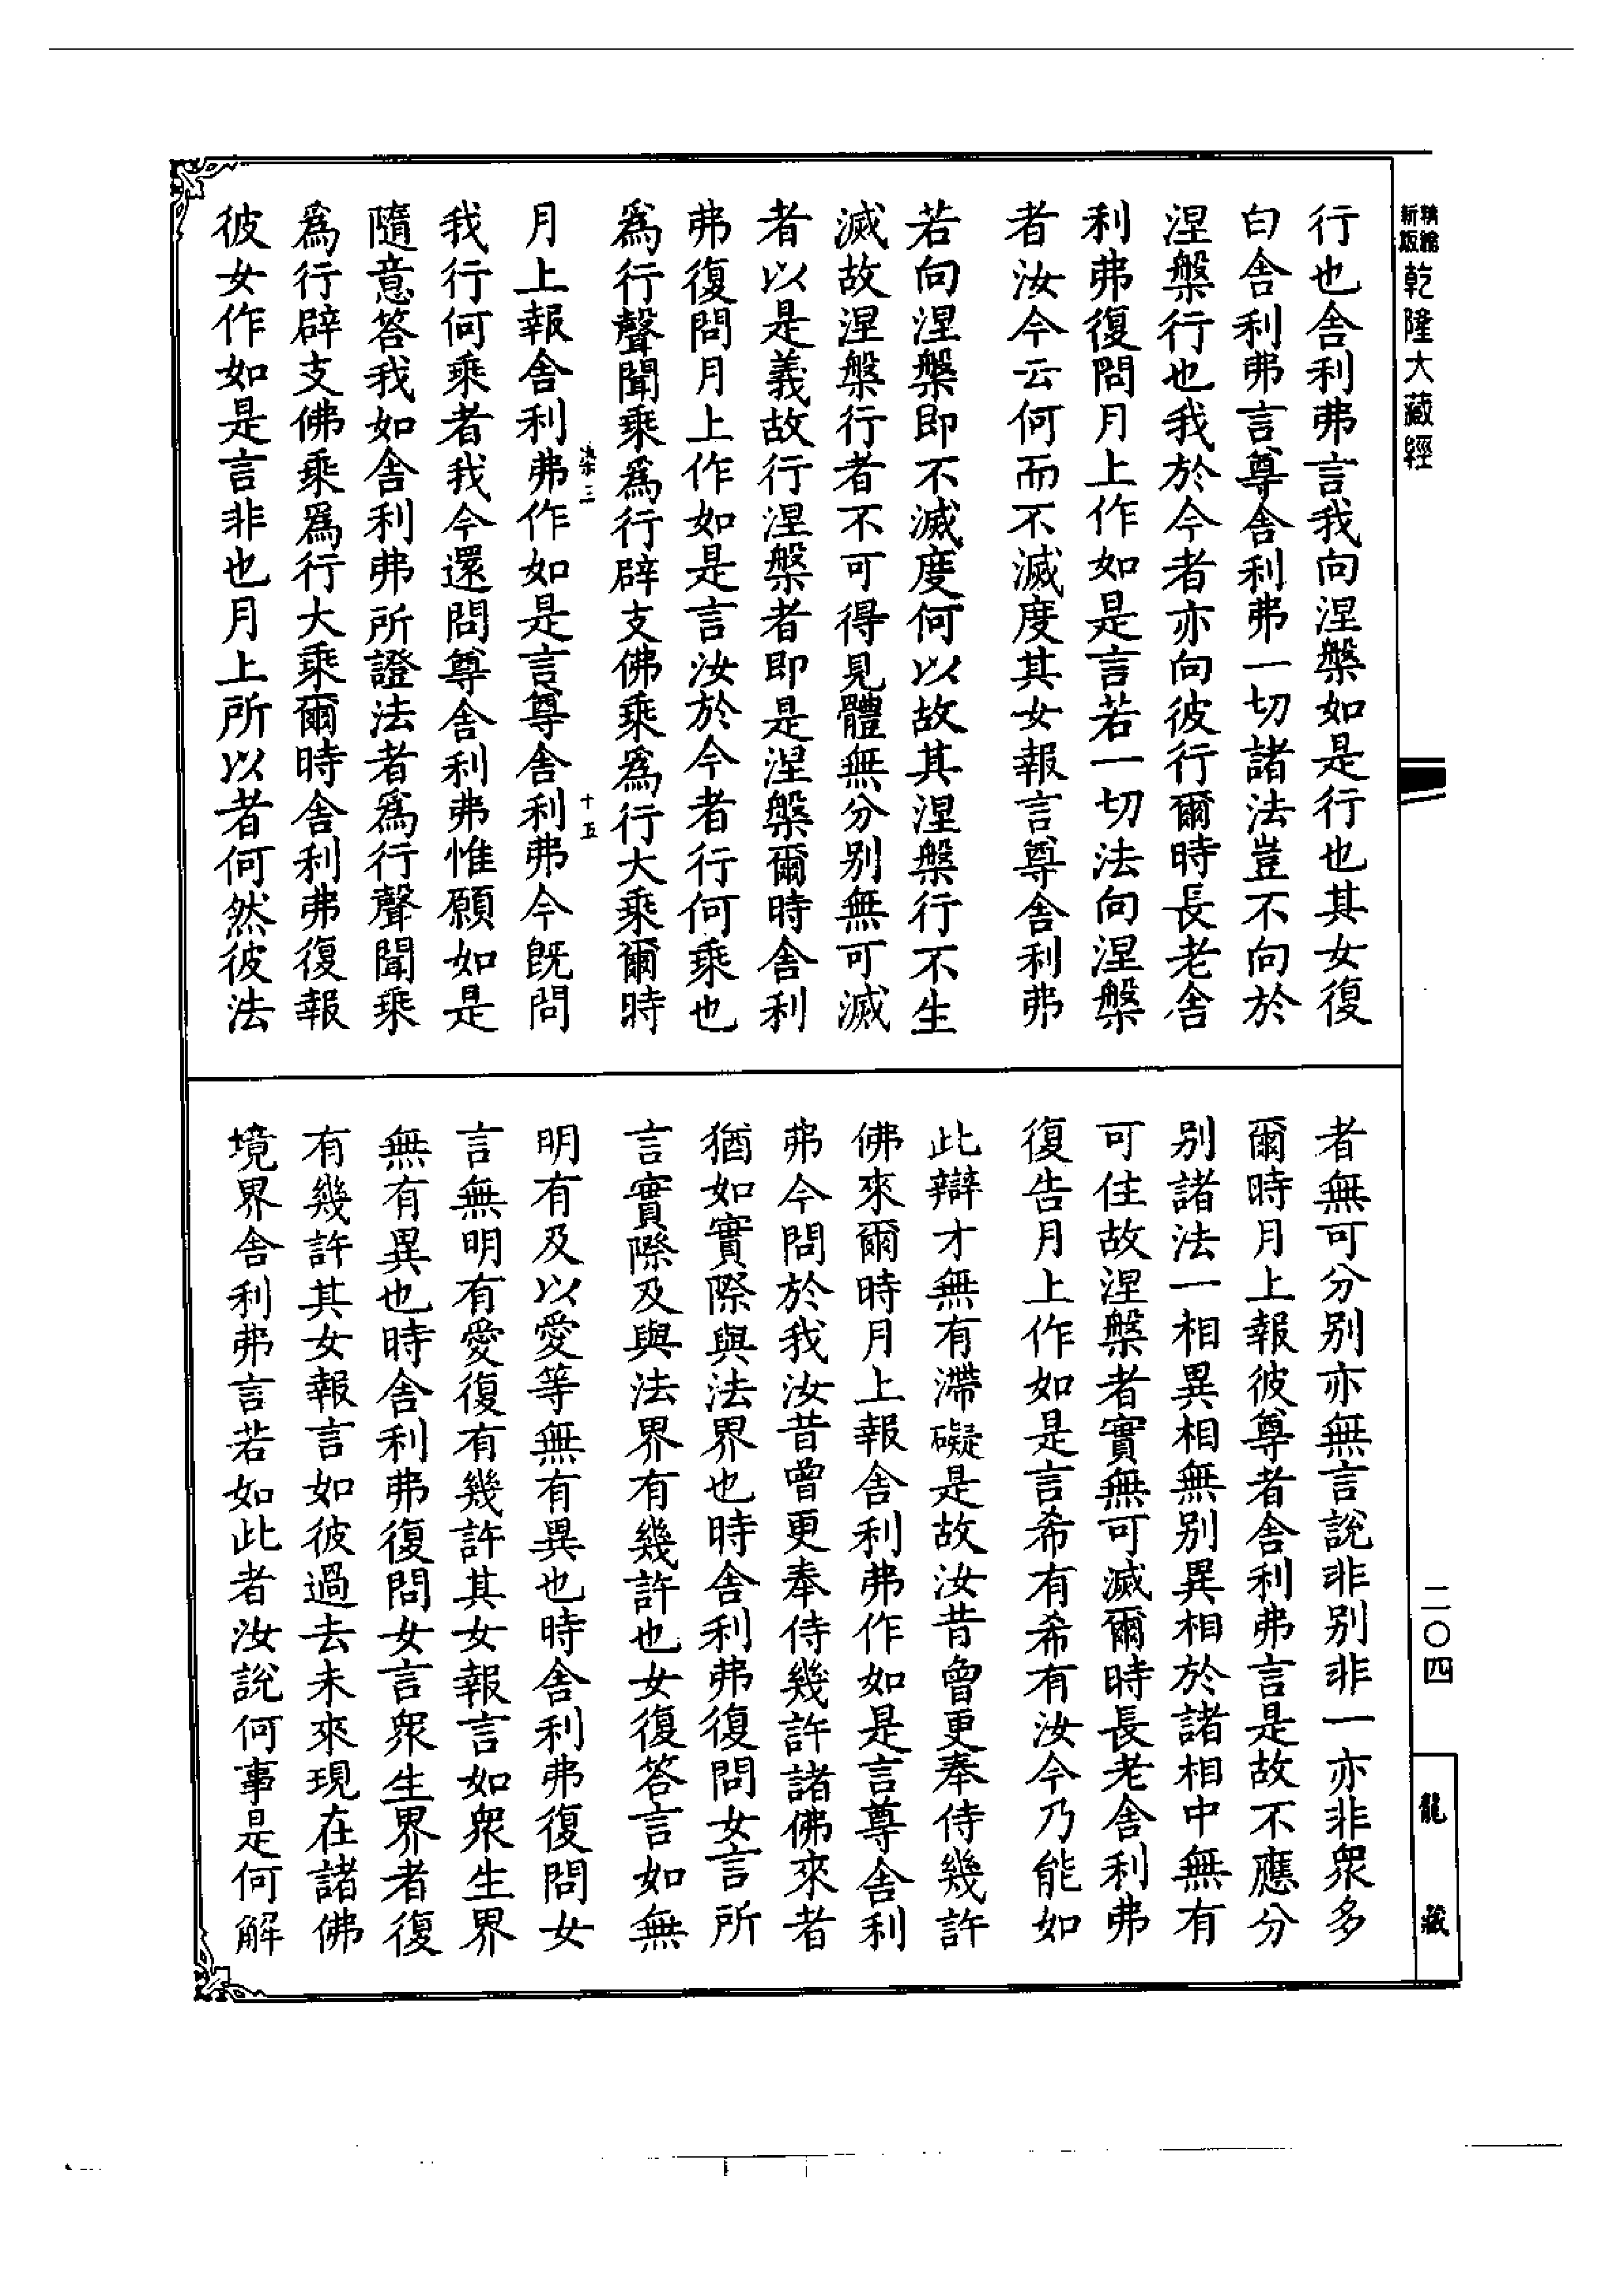 新版精縮乾隆大藏經
行也舍利弗言我向涅槃如是行也其女復
白舍利弗言尊舍利弗一切諸法豈不向於
涅槃行也我於今者亦向彼行爾時長老舍
利弗復問月上作如是言若一切法向涅槃
者汝今云何而不滅度其女報言尊舍利弗
若向涅槃即不滅度何以故其涅槃行不生
滅故涅槃行者不可得見體無分別無可滅
者以是義故行涅槃者即是涅槃爾時舍利
弗復問月上作如是言汝於今者行何乘也
為行聲聞乘為行辟支佛乘為行大乘爾時
三 十五
月上報舍利弗作如是言尊舍利弗今既問
我行何乘者我今還問尊舍利弗惟願如是
隨意答我如舍利弗所證法者為行聲聞乘
為行辟支佛乘為行大乘爾時舍利弗復報
彼女作如是言非也月上所以者何然彼法
者無可分別亦無言說非別非一亦非眾多
爾時月上報彼尊者舍利弗言是故不應分
別諸法一相異相無別異相於諸相中無有
可住故涅槃者實無可滅爾時長老舍利弗
復告月上作如是言希有希有汝今乃能如
此辯才無有滯礙是故汝昔曾更奉侍幾許
佛來爾時月上報舍利弗作如是言尊舍利
弗今問於我汝昔曾更奉侍幾許諸佛來者
猶如實際與法界也時舍利弗復問女言所
言實際及與法界有幾許也女復答言如無
明有及以愛等無有異也時舍利弗復問女
言無明有愛復有幾許其女報言如眾生界
無有異也時舍利弗復問女言眾生界者復
有幾許其女報言如彼過去未來現在諸佛
境界舍利弗言若如此者汝說何事是何解
二〇四
龍藏